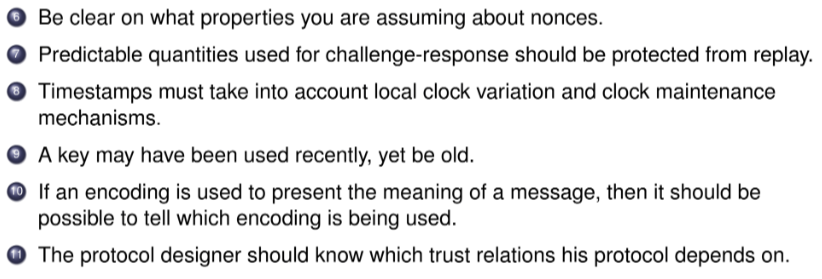 6 Be clear on what properties you are assuming about nonces.
7 Predictable quantities used for challenge-response should be protected from replay.
8 Timestamps must take into account local clock variation and clock maintenance
mechanisms.
9 A key may have been used recently, yet be old.
10 If an encoding is used to present the meaning of a message, then it should be
possible to tell which encoding is being used.
11 The protocol designer should know which trust relations his protocol depends on.